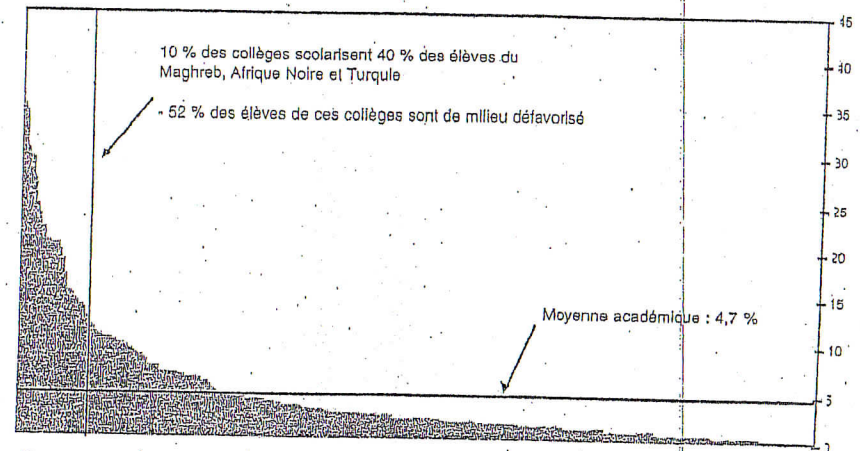 10 % des collèges scolarisent 40 % des élèves du
Maghreb, Afrique Noire et Turquie
- 52 % des élèves de ces collèges sont de milieu défavorisé
Moyenne académique : 4,7 %
45
40
35
30
25
20
15
10
5
0